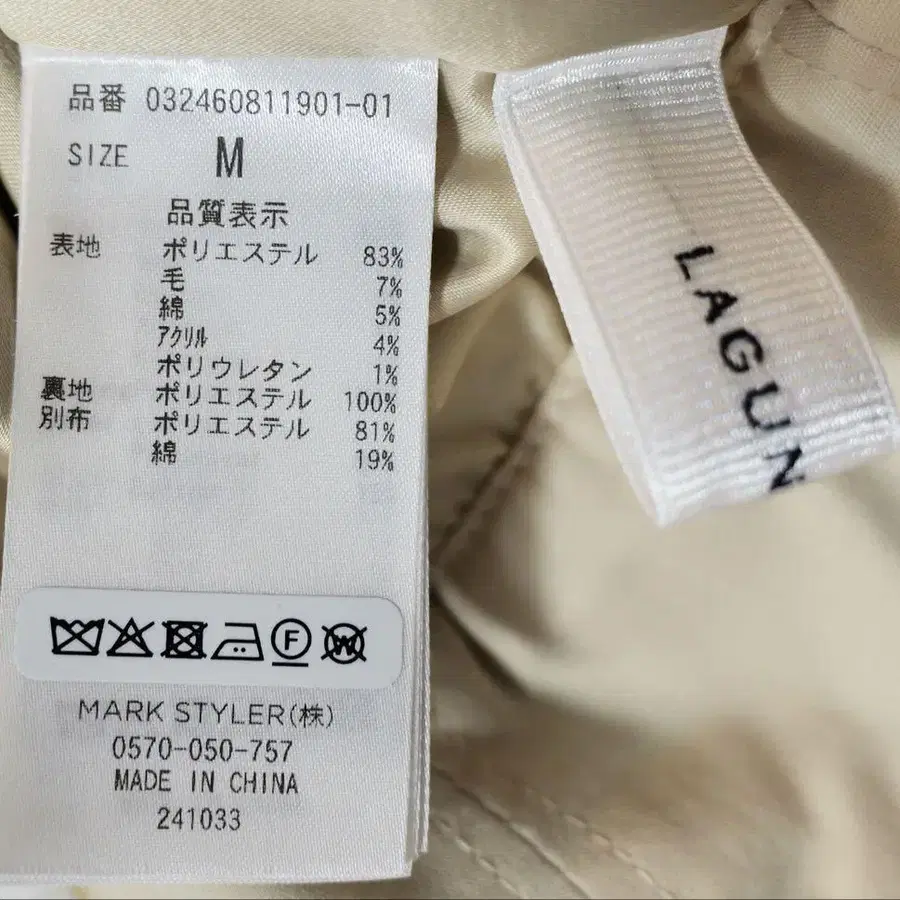 品番 032460811901-01
SIZE M
品質表示
表地 ポリエステル 83%
毛 7%
綿 5%
アクリル 4%
ポリウレタン 1%
裏地 ポリエステル 100%
別布 ポリエステル 81%
綿 19%
F W
MARK STYLER(株)
0570-050-757
MADE IN CHINA
241033
LAGUN